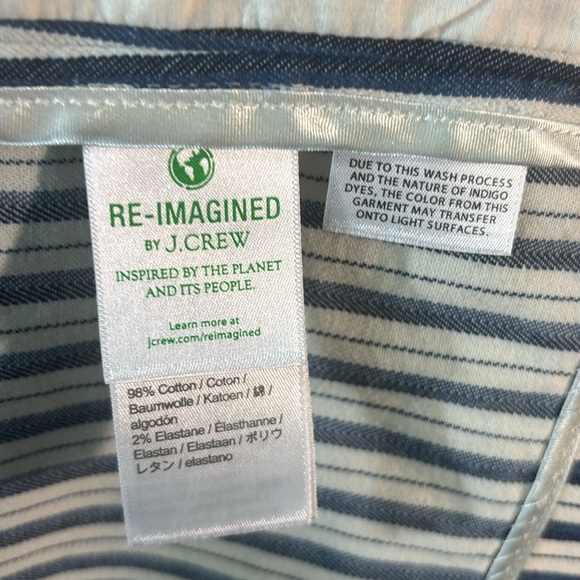 RE-IMAGINED
BY J.CREW
INSPIRED BY THE PLANET
AND ITS PEOPLE.
Learn more at
jcrew.com/reimagined
98% Cotton / Coton /
Baumwolle / Katoen / 綿 /
algodón
2% Elastane / Élasthanne /
Elastan / Elastaan / ポリウ
レタン / elastano
DUE TO THIS WASH PROCESS
AND THE NATURE OF INDIGO
DYES, THE COLOR FROM THIS
GARMENT MAY TRANSFER
ONTO LIGHT SURFACES.